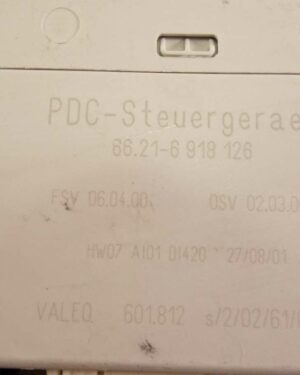 PDC-Steuergerae
66.21-6 918 126
FSV 06.04.00. OSV 02.03.0
HW07 AI01 DI420 27/08/01
VALEO 601.812 s/2/02/61/